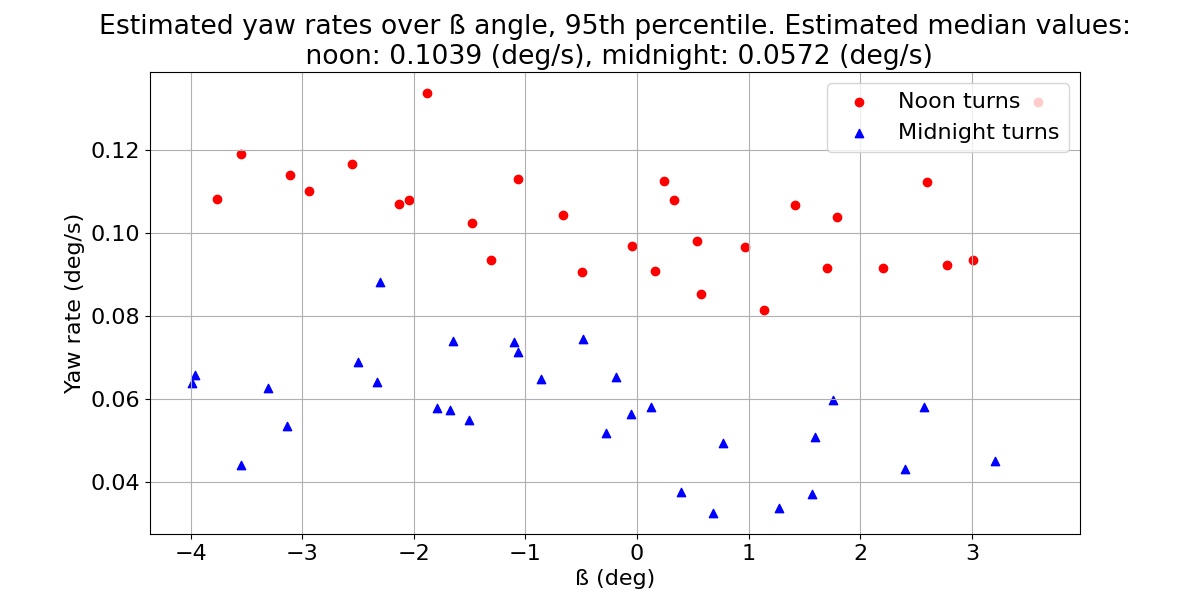 Estimated yaw rates over ß angle, 95th percentile. Estimated median values:
noon: 0.1039 (deg/s), midnight: 0.0572 (deg/s)
Noon turns
Midnight turns
0.12
0.10
0.08
0.06
0.04
Yaw rate (deg/s)
−4 −3 −2 −1 0 1 2 3
ß (deg)